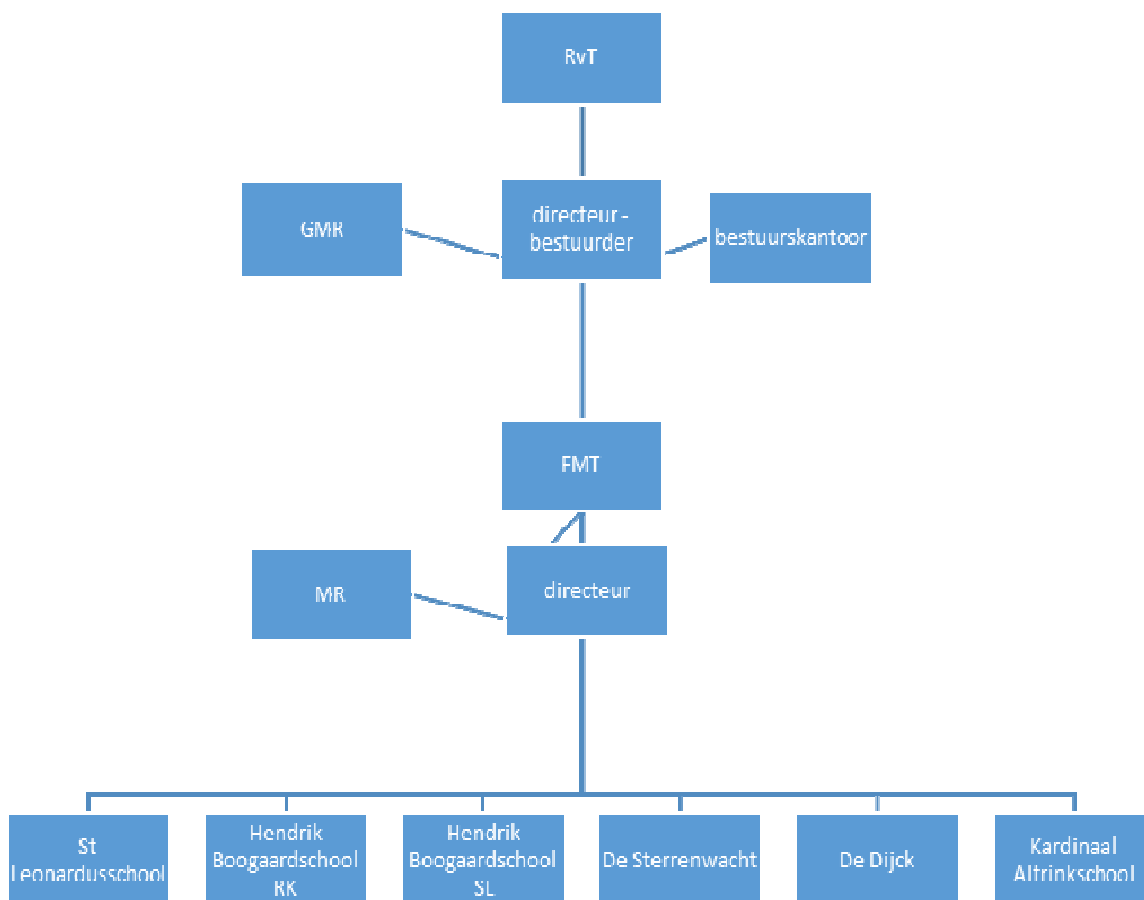 RvT
GMR
directeur-
bestuurder
bestuurskantoor
FMT
MR
directeur
St
Leonardusschool
Hendrik
Boogaardschool
RK
Hendrik
Boogaardschool
SL
De Sterrenwacht
De Dijck
Kardinaal
Altrinkschool